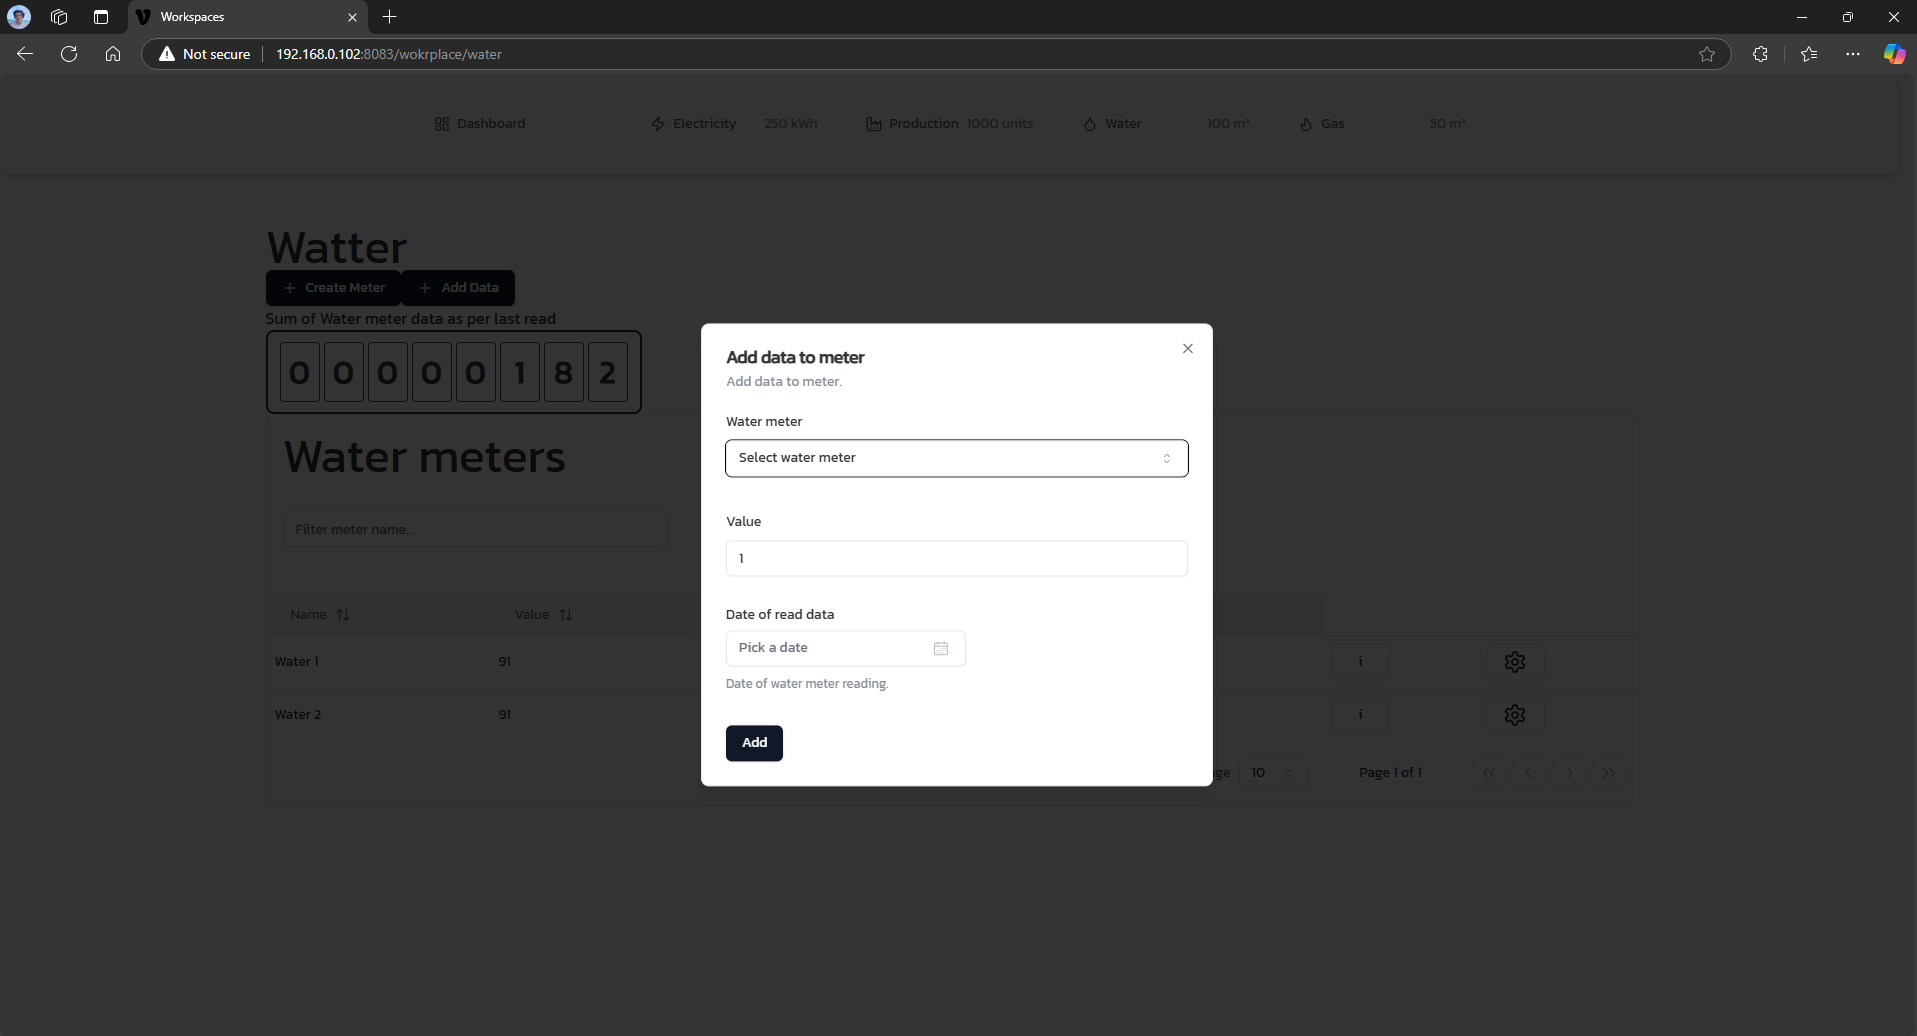 Workspaces
Not secure
192.168.0.102:8083/wokrplace/water
Dashboard
Electricity 250 kWh
Production 1000 units
Water 100 m³
Gas 50 m³
Watter
Create Meter
Add Data
Sum of Water meter data as per last read
0 0 0 0 0 1 8 2
Water meters
Filter meter name...
Name Value
Water 1 91 i
Water 2 91 i
10
Page 1 of 1
Add data to meter
Add data to meter.
Water meter
Select water meter
Value
1
Date of read data
Pick a date
Date of water meter reading.
Add